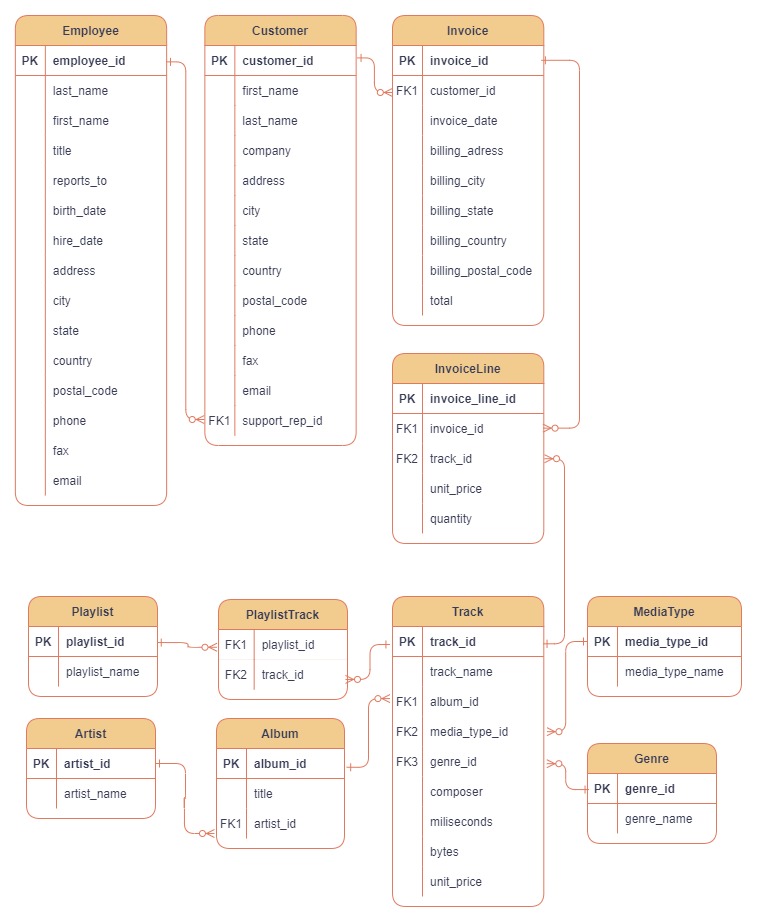 Employee
PK employee_id
last_name
first_name
title
reports_to
birth_date
hire_date
address
city
state
country
postal_code
phone
fax
email
Customer
PK customer_id
first_name
last_name
company
address
city
state
country
postal_code
phone
fax
email
FK1 support_rep_id
Invoice
PK invoice_id
FK1 customer_id
invoice_date
billing_adress
billing_city
billing_state
billing_country
billing_postal_code
total
InvoiceLine
PK invoice_line_id
FK1 invoice_id
FK2 track_id
unit_price
quantity
Playlist
PK playlist_id
playlist_name
PlaylistTrack
FK1 playlist_id
FK2 track_id
Track
PK track_id
track_name
FK1 album_id
FK2 media_type_id
FK3 genre_id
composer
miliseconds
bytes
unit_price
MediaType
PK media_type_id
media_type_name
Artist
PK artist_id
artist_name
Album
PK album_id
title
FK1 artist_id
Genre
PK genre_id
genre_name